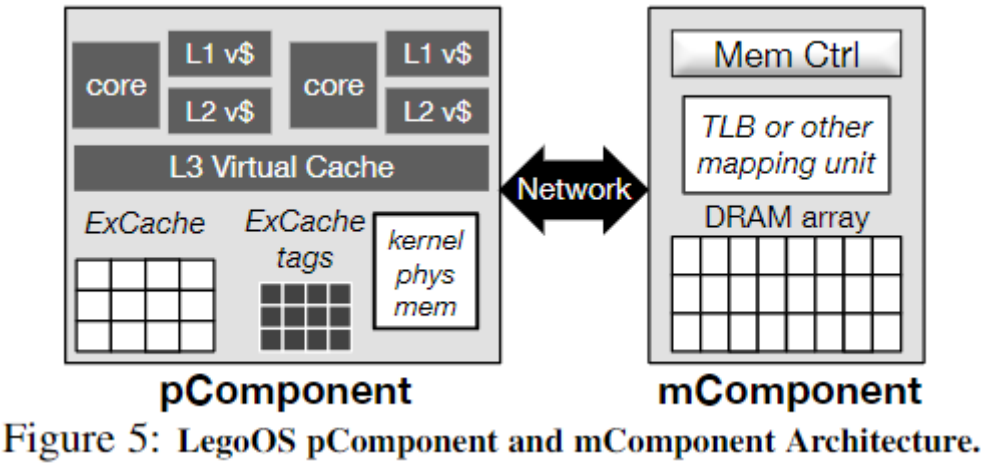 core
L1 v$
L2 v$
core
L1 v$
L2 v$
L3 Virtual Cache
ExCache
ExCache
tags
kernel
phys
mem
pComponent
Network
Mem Ctrl
TLB or other
mapping unit
DRAM array
mComponent
Figure 5: LegoOS pComponent and mComponent Architecture.